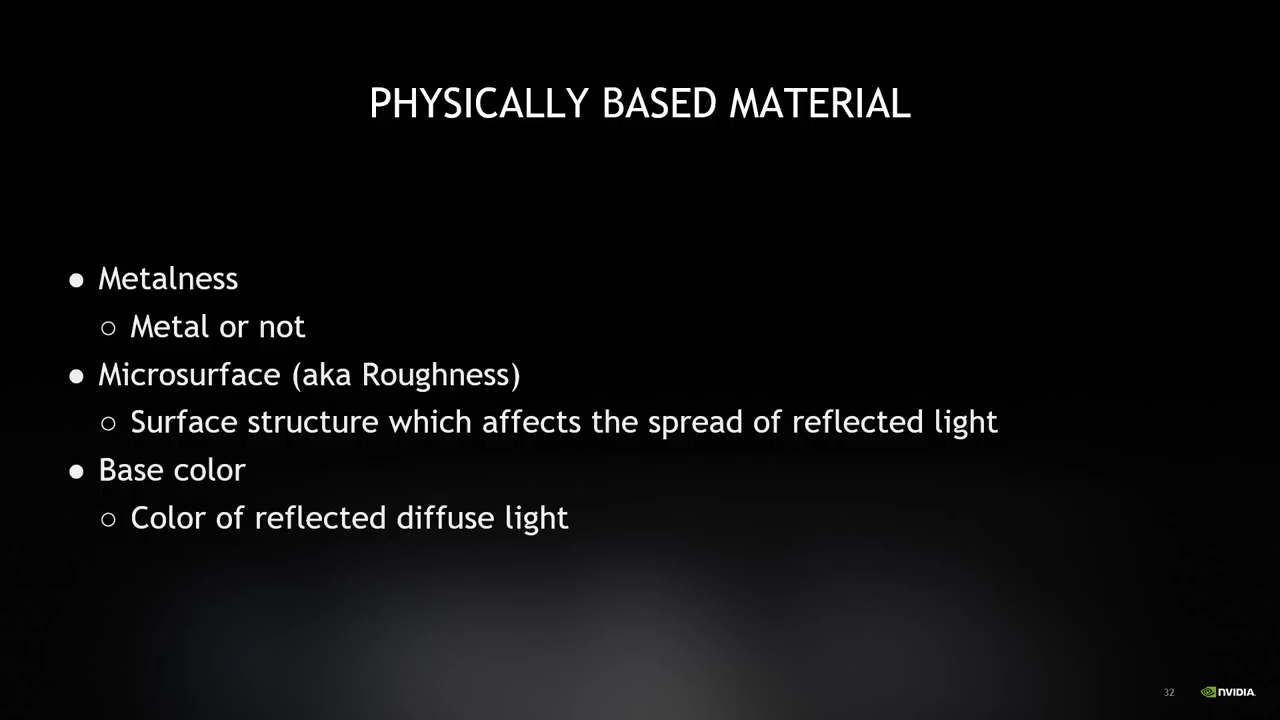 PHYSICALLY BASED MATERIAL
● Metalness
○ Metal or not
● Microsurface (aka Roughness)
○ Surface structure which affects the spread of reflected light
● Base color
○ Color of reflected diffuse light
32 NVIDIA.